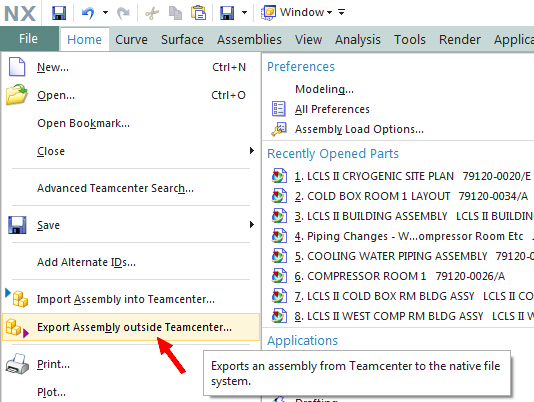 NX Window
File Home Curve Surface Assemblies View Analysis Tools Render Applica
New... Ctrl+N
Open... Ctrl+O
Open Bookmark...
Close
Advanced Teamcenter Search...
Save
Add Alternate IDs...
Import Assembly into Teamcenter...
Export Assembly outside Teamcenter...
Print...
Plot...
Preferences
Modeling...
All Preferences
Assembly Load Options...
Recently Opened Parts
1. LCLS II CRYOGENIC SITE PLAN 79120-0020/E
2. COLD BOX ROOM 1 LAYOUT 79120-0034/A
3. LCLS II BUILDING ASSEMBLY LCLS II BUILDIN
4. Piping Changes - W...ompressor Room Etc
5. COOLING WATER PIPING ASSEMBLY 79120-
6. COMPRESSOR ROOM 1 79120-0026/A
7. LCLS II COLD BOX RM BLDG ASSY LCLS II CO
8. LCLS II WEST COMP RM BLDG ASSY LCLS II
Applications
Exports an assembly from Teamcenter to the native file
system.